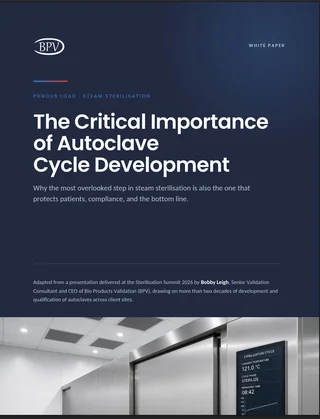 BPV
WHITE PAPER
POROUS LOAD · STEAM STERILISATION
The Critical Importance
of Autoclave
Cycle Development
Why the most overlooked step in steam sterilisation is also the one that
protects patients, compliance, and the bottom line.
Adapted from a presentation delivered at the Sterilisation Summit 2026 by Bobby Leigh, Senior Validation
Consultant and CEO of Bio Products Validation (BPV), drawing on more than two decades of development and
qualification of autoclaves across client sites.
STERILIZE
121.0 °C
08:42